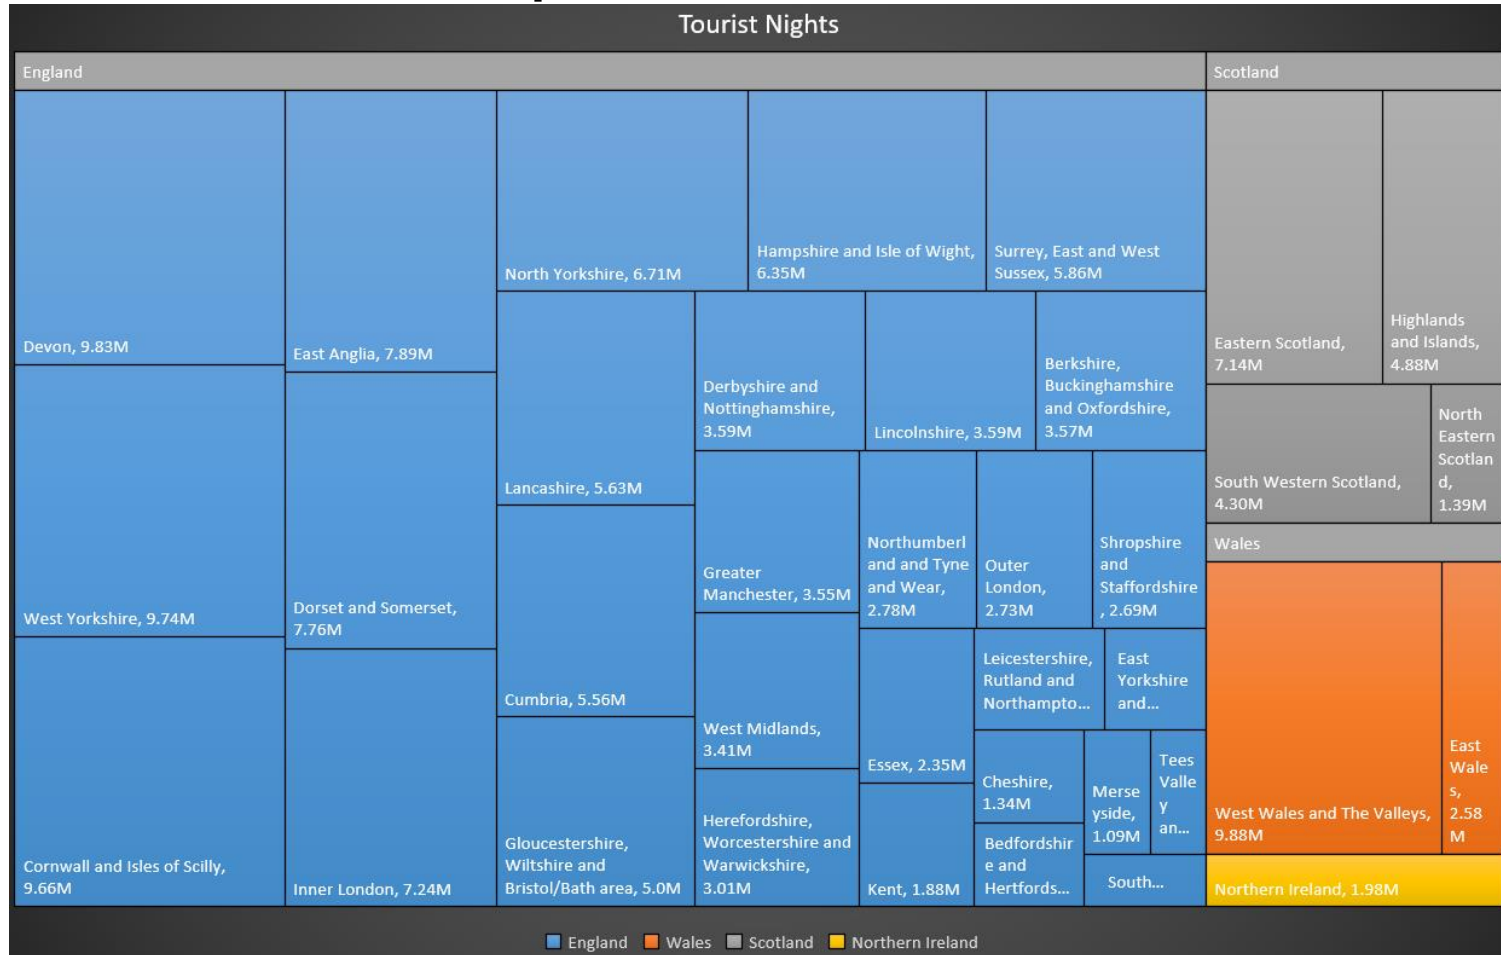 Tourist Nights
England
Devon, 9.83M
West Yorkshire, 9.74M
Cornwall and Isles of Scilly,
9.66M
East Anglia, 7.89M
Dorset and Somerset,
7.76M
Inner London, 7.24M
North Yorkshire, 6.71M
Hampshire and Isle of Wight,
6.35M
Surrey, East and West
Sussex, 5.86M
Lancashire, 5.63M
Cumbria, 5.56M
Gloucestershire,
Wiltshire and
Bristol/Bath area, 5.0M
Derbyshire and
Nottinghamshire,
3.59M
Lincolnshire, 3.59M
Berkshire,
Buckinghamshire
and Oxfordshire,
3.57M
Greater
Manchester, 3.55M
West Midlands,
3.41M
Herefordshire,
Worcestershire and
Warwickshire,
3.01M
Northumberl
and and Tyne
and Wear,
2.78M
Outer
London,
2.73M
Shropshire
and
Staffordshire
, 2.69M
Essex, 2.35M
Kent, 1.88M
Leicestershire,
Rutland and
Northampto...
East
Yorkshire
and...
Cheshire,
1.34M
Bedfordshir
e and
Hertfords...
Merse
yside,
1.09M
Tees
Valle
y
an...
South...
Scotland
Eastern Scotland,
7.14M
Highlands
and Islands,
4.88M
South Western Scotland,
4.30M
North
Eastern
Scotlan
d,
1.39M
Wales
West Wales and The Valleys,
9.88M
East
Wale
s,
2.58
M
Northern Ireland, 1.98M
England
Wales
Scotland
Northern Ireland